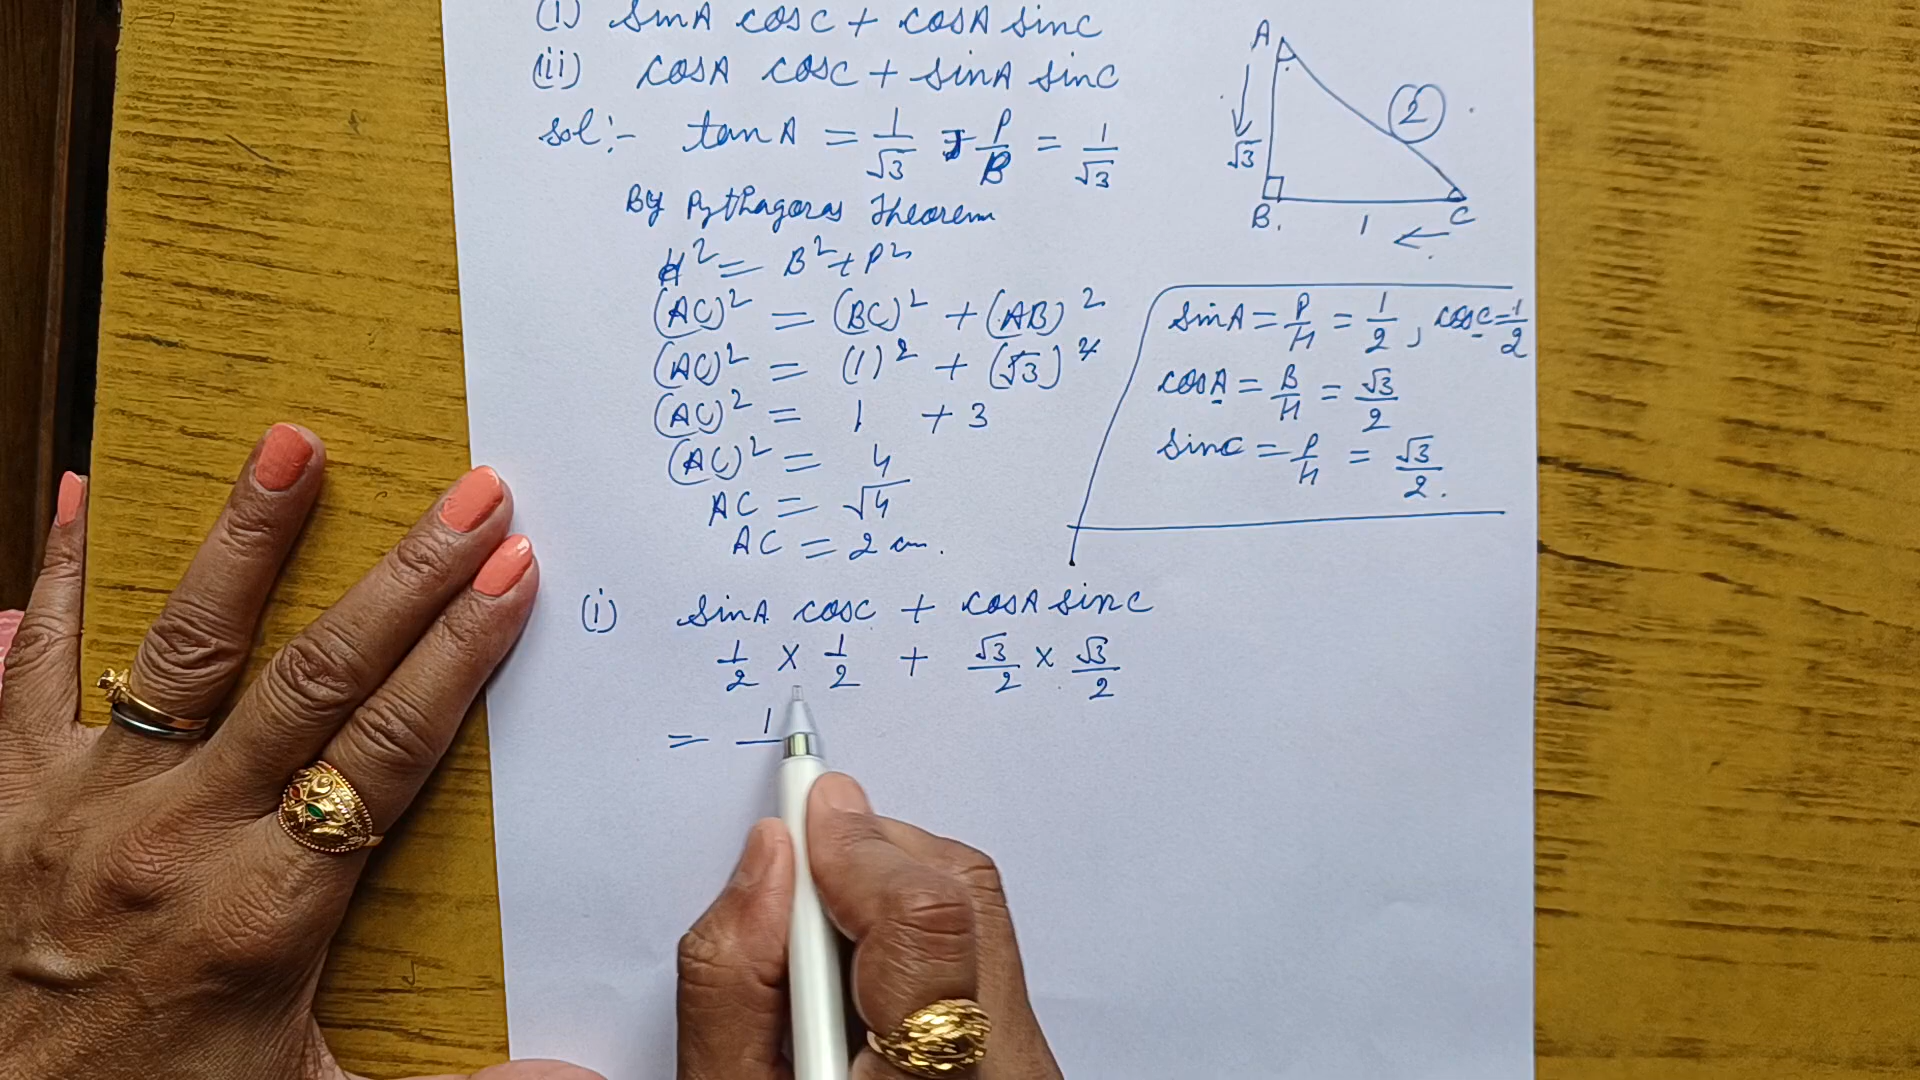 (i) sinA cosC + cosA sinC
(ii) cosA cosC + sinA sinC
sol:- tanA = 1/√3 P/B = 1/√3
By Pythagoras Theorem
H² = B² + P²
(AC)² = (BC)² + (AB)²
(AC)² = (1)² + (√3)²
(AC)² = 1 + 3
(AC)² = 4
AC = √4
AC = 2 cm.
A
2
√3
B.
1
C
sinA = P/H = 1/2, cosC = 1/2
cosA = B/H = √3/2
sinC = P/H = √3/2.
(i) sinA cosC + cosA sinC
1/2 × 1/2 + √3/2 × √3/2
= 1